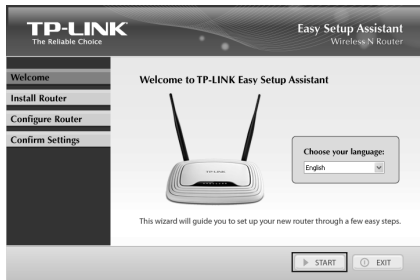 TP-LINK®
The Reliable Choice
Easy Setup Assistant
Wireless N Router
Welcome
Install Router
Configure Router
Confirm Settings
Welcome to TP-LINK Easy Setup Assistant
TP-LINK
Choose your language:
English
This wizard will guide you to set up your new router through a few easy steps.
START
EXIT